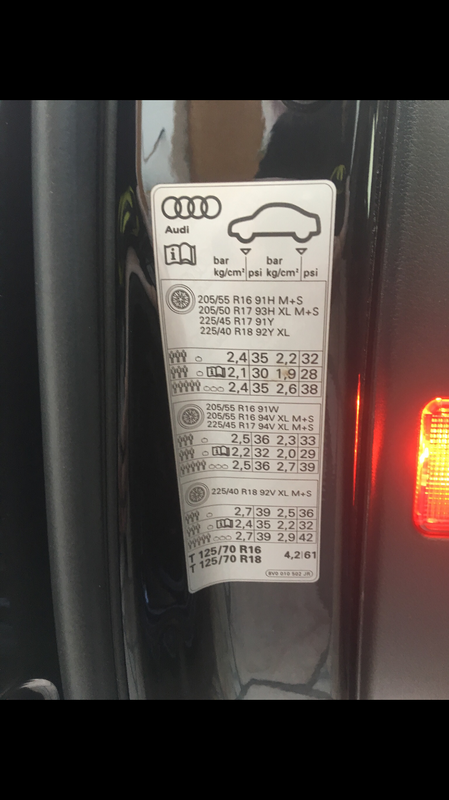 Audi
i
bar bar
kg/cm² psi kg/cm² psi
205/55 R16 91H M+S
205/50 R17 93H XL M+S
225/45 R17 91Y
225/40 R18 92Y XL
2,4 35 2,2 32
2,1 30 1,9 28
2,4 35 2,6 38
205/55 R16 91W
205/55 R16 94V XL M+S
225/45 R17 94V XL M+S
2,5 36 2,3 33
2,2 32 2,0 29
2,5 36 2,7 39
225/40 R18 92V XL M+S
2,7 39 2,5 36
2,4 35 2,2 32
2,7 39 2,9 42
T 125/70 R16 4,2 61
T 125/70 R18
8V0 010 502 JR